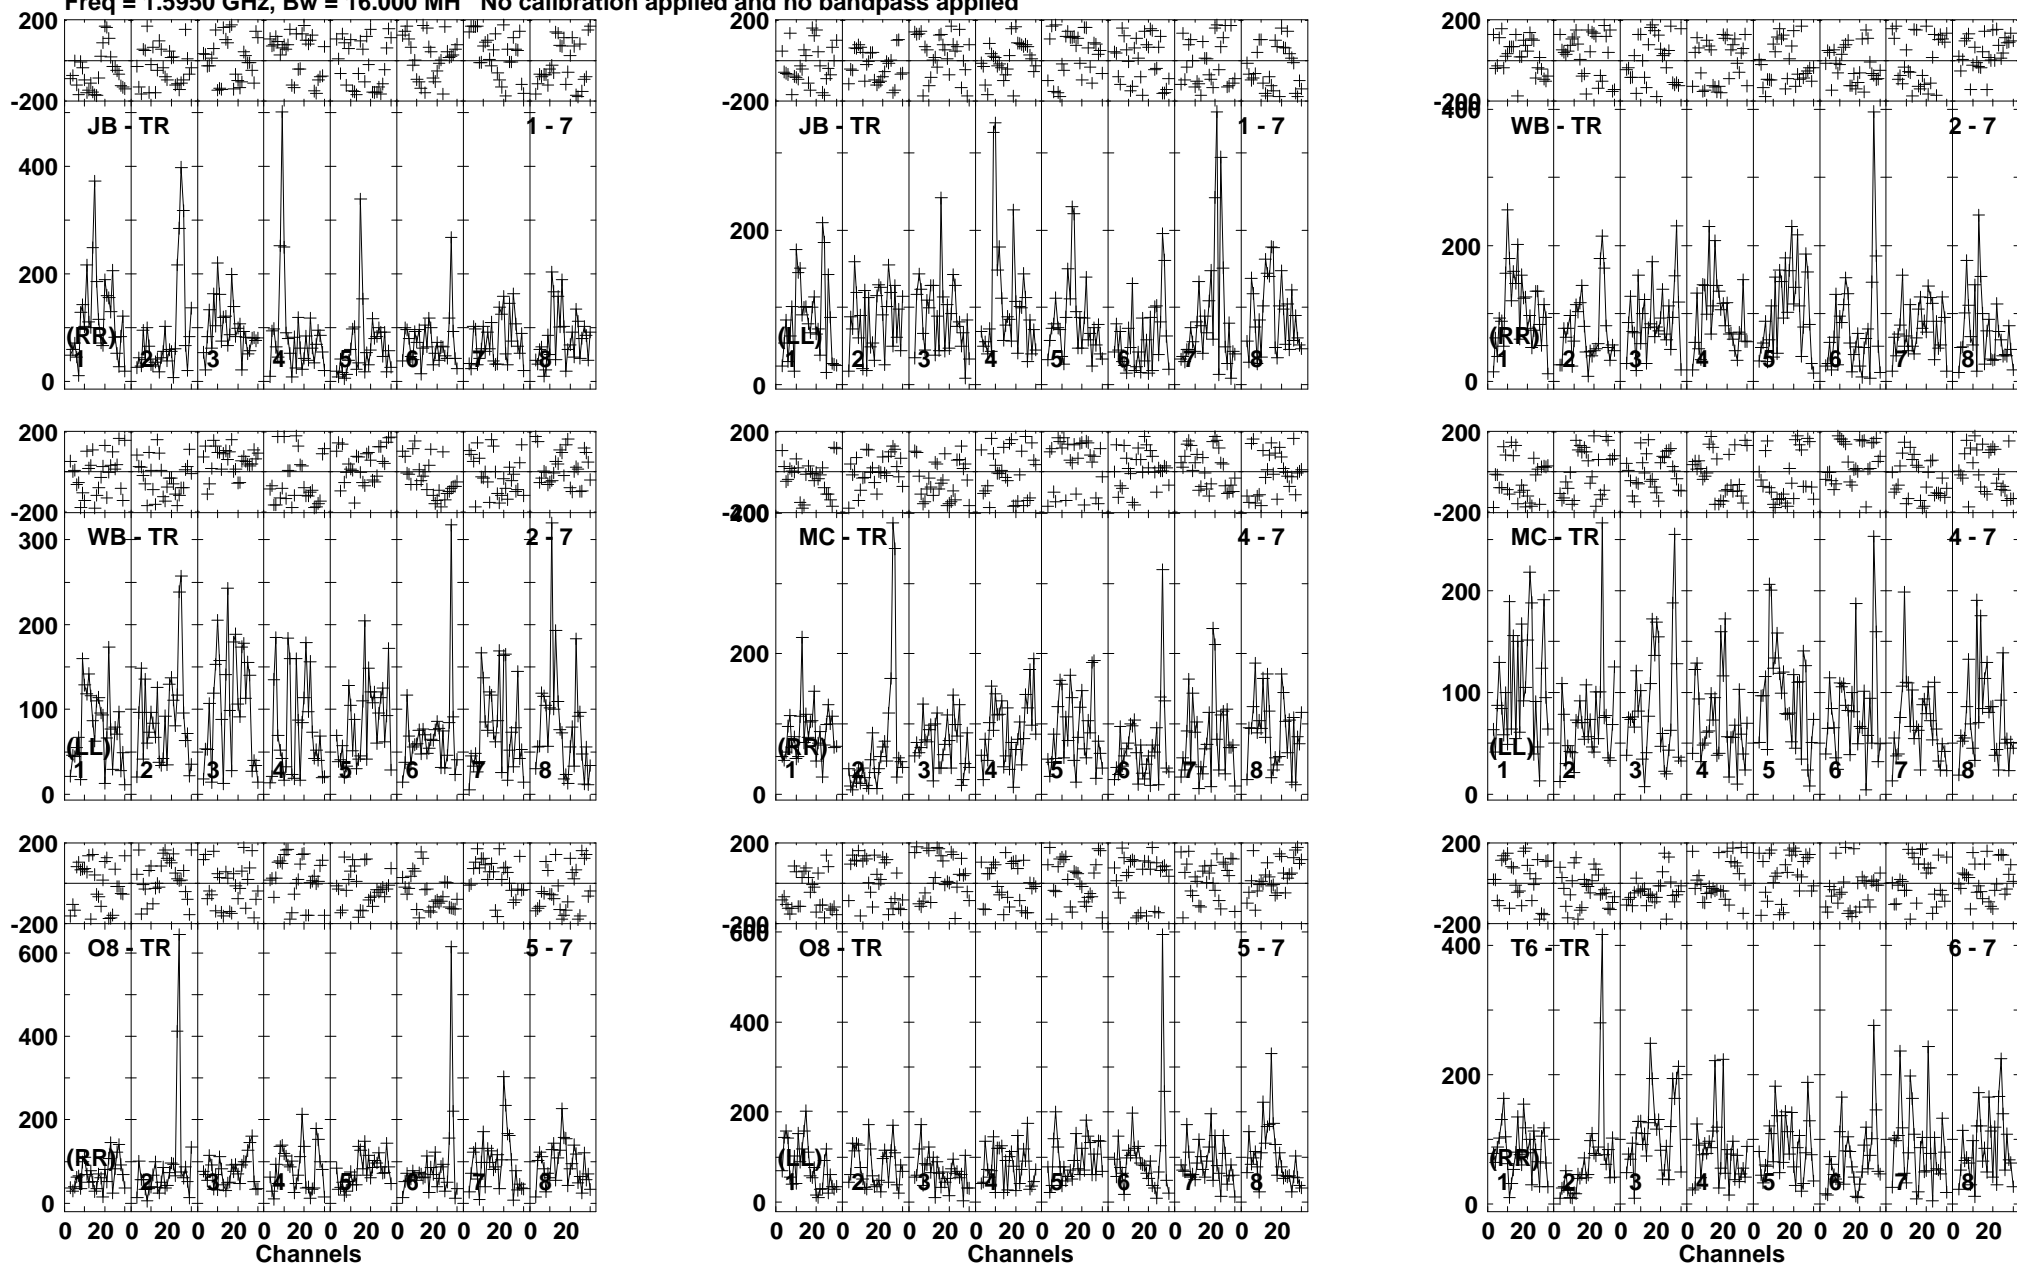 Freq = 1.5950 GHz, Bw = 16.000 MH No calibration applied and no bandpass applied
200 200 200
-200 -200 -200
JB - TR 1 - 7 JB - TR 1 - 7 400 WB - TR 2 - 7
400
200 200 200
(RR) (LL) (RR)
1 2 3 4 5 6 7 8 1 2 3 4 5 6 7 8 1 2 3 4 5 6 7 8
0 0 0
200 200 200
-200 -200 -200
300 WB - TR 2 - 7 400 MC - TR 4 - 7 MC - TR 4 - 7
200 200 200
100 100
(LL) (RR) (LL)
1 2 3 4 5 6 7 8 1 2 3 4 5 6 7 8 1 2 3 4 5 6 7 8
0 0 0
200 200 200
-200 -200 -200
600 O8 - TR 5 - 7 600 O8 - TR 5 - 7 400 T6 - TR 6 - 7
400 400
200 200 200
(RR) (LL) (RR)
1 2 3 4 5 6 7 8 1 2 3 4 5 6 7 8 1 2 3 4 5 6 7 8
0 0 0
0 20 0 20 0 20 0 20 0 20 0 20 0 20 0 20 0 20 0 20 0 20 0 20 0 20 0 20 0 20 0 20 0 20 0 20 0 20 0 20 0 20 0 20 0 20 0 20
Channels Channels Channels